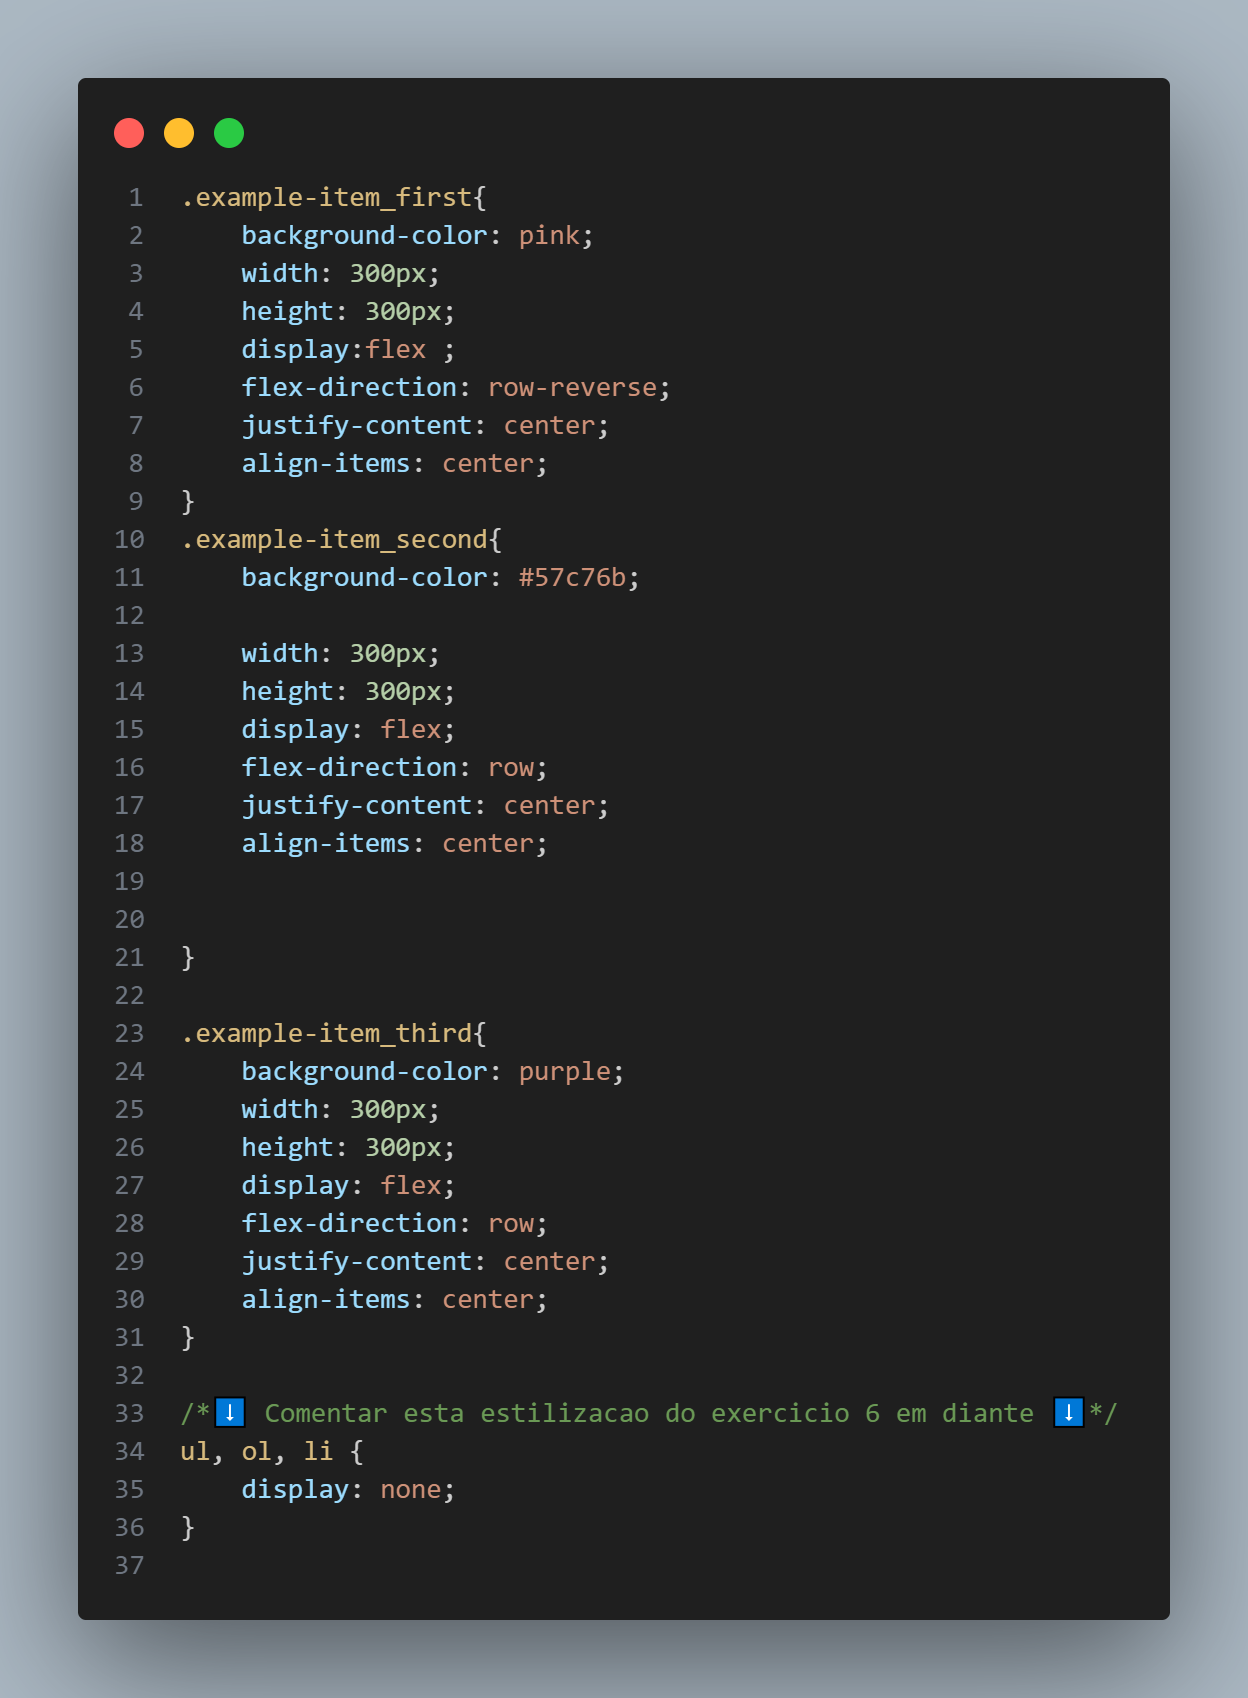 1 .example-item_first{
2     background-color: pink;
3     width: 300px;
4     height: 300px;
5     display:flex ;
6     flex-direction: row-reverse;
7     justify-content: center;
8     align-items: center;
9 }
10 .example-item_second{
11     background-color: #57c76b;
12
13     width: 300px;
14     height: 300px;
15     display: flex;
16     flex-direction: row;
17     justify-content: center;
18     align-items: center;
19
20
21 }
22
23 .example-item_third{
24     background-color: purple;
25     width: 300px;
26     height: 300px;
27     display: flex;
28     flex-direction: row;
29     justify-content: center;
30     align-items: center;
31 }
32
33 /*⬇️ Comentar esta estilizacao do exercicio 6 em diante ⬇️*/
34 ul, ol, li {
35     display: none;
36 }
37